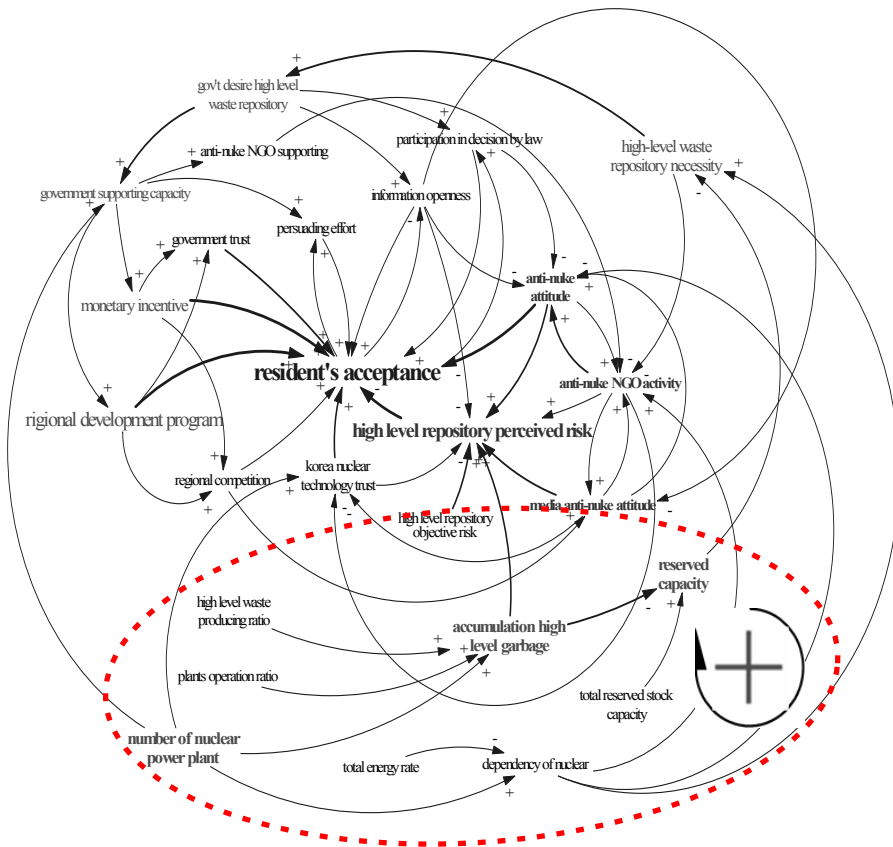 gov't desire high level
waste repository
anti-nuke NGO supporting
participation in decision by law
high-level waste
repository necessity
government supporting capacity
information openness
persuading effort
government trust
monetary incentive
anti-nuke
attitude
resident's acceptance
anti-nuke NGO activity
rigional development program
high level repository perceived risk
regional competition
korea nuclear
technology trust
media anti-nuke attitude
high level repository
objective risk
reserved
capacity
high level waste
producing ratio
accumulation high
level garbage
plants operation ratio
total reserved stock
capacity
number of nuclear
power plant
total energy rate
dependency of nuclear